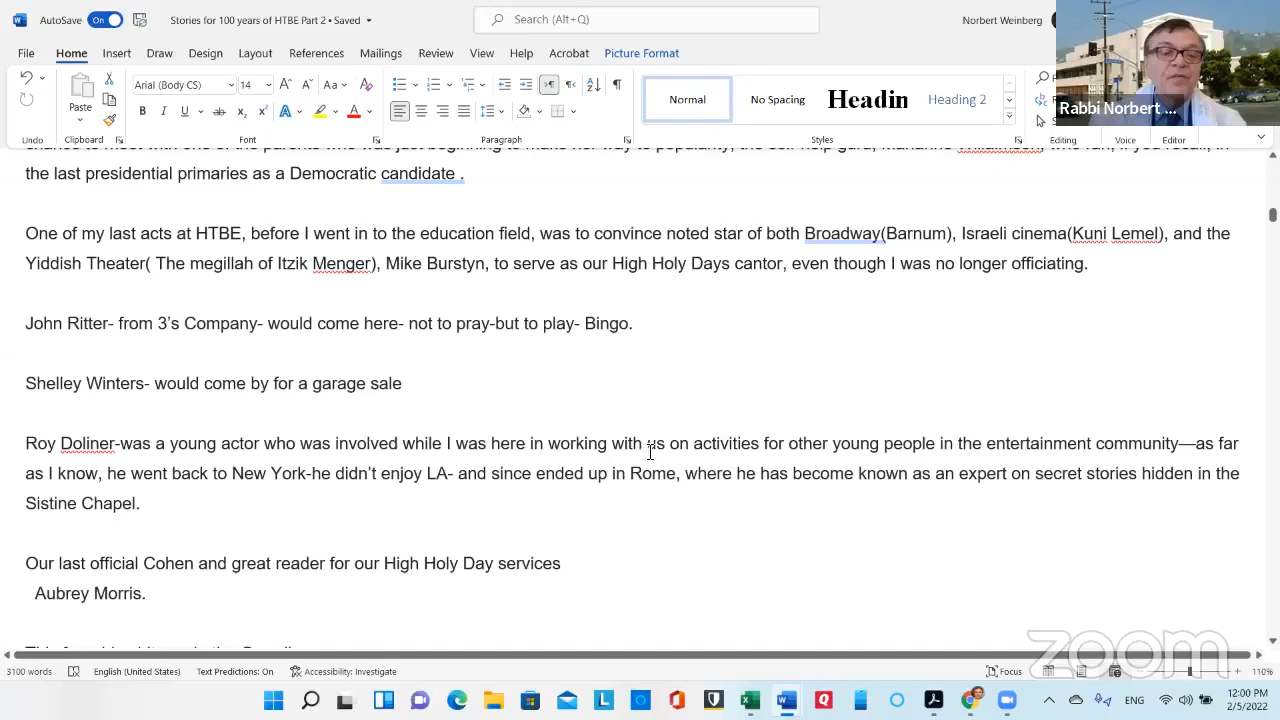 AutoSave On Stories for 100 years of HTBE Part 2 • Saved Search (Alt+Q) Norbert Weinberg
File Home Insert Draw Design Layout References Mailings Review View Help Acrobat Picture Format
Arial (Body CS) 14 Aa
Paste B I U ab x₂ x² A A Normal No Spacing Headin Heading 2
Rabbi Norbert ...
Undo Clipboard Font Paragraph Styles Editing Voice Editor
the last presidential primaries as a Democratic candidate .
One of my last acts at HTBE, before I went in to the education field, was to convince noted star of both Broadway(Barnum), Israeli cinema(Kuni Lemel), and the
Yiddish Theater( The megillah of Itzik Menger), Mike Burstyn, to serve as our High Holy Days cantor, even though I was no longer officiating.
John Ritter- from 3’s Company- would come here- not to pray-but to play- Bingo.
Shelley Winters- would come by for a garage sale
Roy Doliner-was a young actor who was involved while I was here in working with us on activities for other young people in the entertainment community—as far
as I know, he went back to New York-he didn’t enjoy LA- and since ended up in Rome, where he has become known as an expert on secret stories hidden in the
Sistine Chapel.
Our last official Cohen and great reader for our High Holy Day services
Aubrey Morris.
zoom
3100 words English (United States) Text Predictions: On Accessibility: Investigate Focus 110%
ENG 12:00 PM
2/5/2022